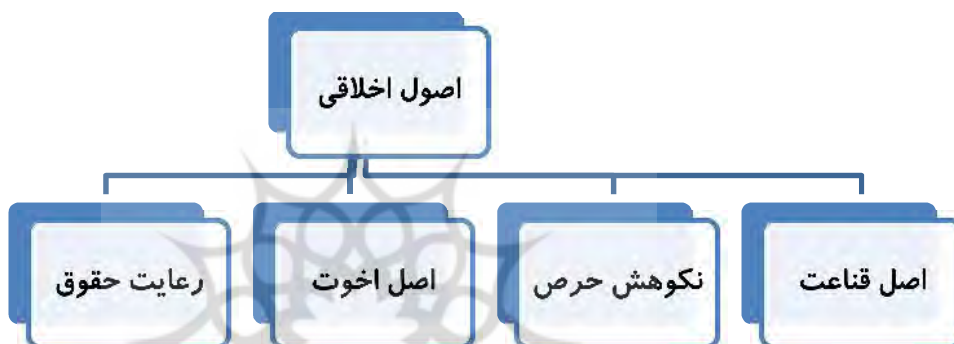 اصول اخلاقی
اصل قناعت
نکوهش حرص
اصل اخوت
رعایت حقوق